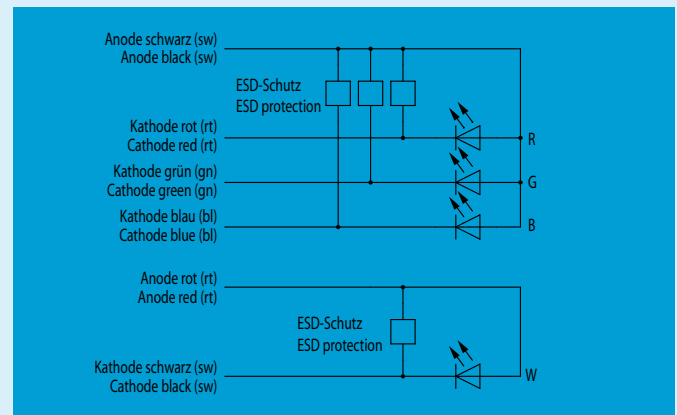 Anode schwarz (sw)
Anode black (sw)
ESD-Schutz
ESD protection
Kathode rot (rt)
Cathode red (rt)
R
Kathode grün (gn)
Cathode green (gn)
G
Kathode blau (bl)
Cathode blue (bl)
B
Anode rot (rt)
Anode red (rt)
ESD-Schutz
ESD protection
Kathode schwarz (sw)
Cathode black (sw)
W